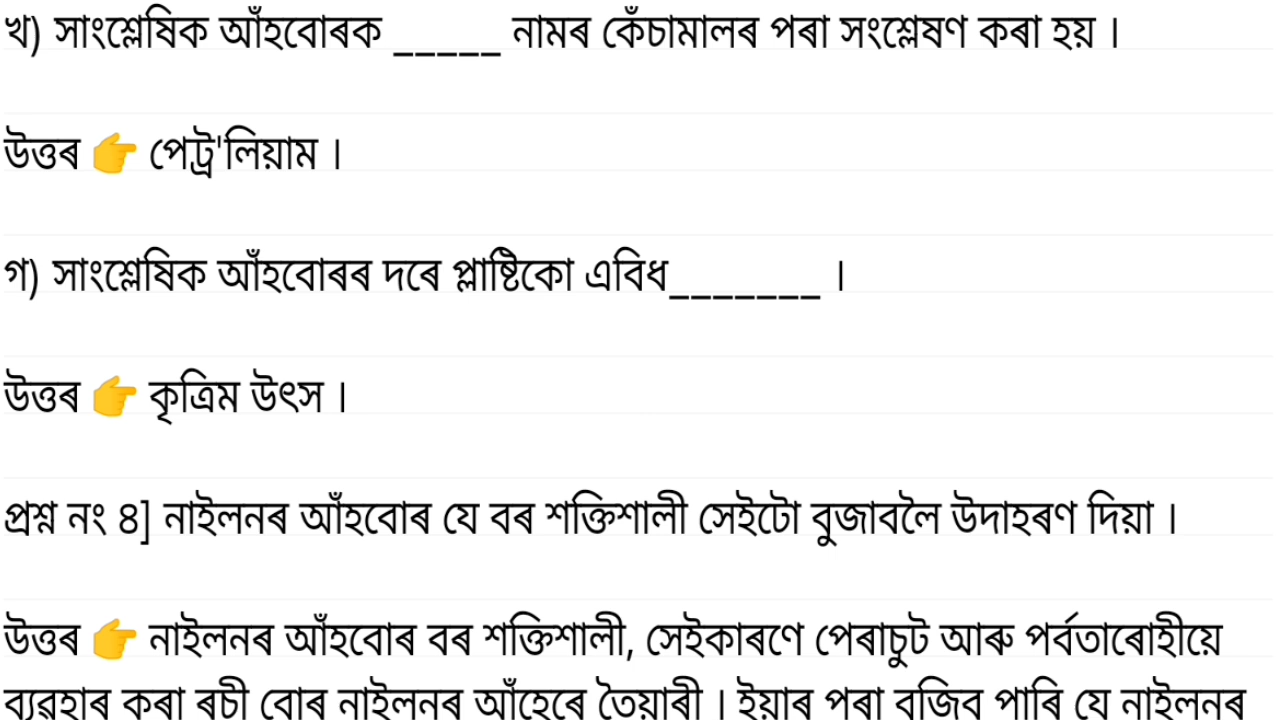 খ) সাংশ্লেষিক আঁহবোৰক _____ নামৰ কেঁচামালৰ পৰা সংশ্লেষণ কৰা হয় ।
উত্তৰ 👉 পেট্ৰ'লিয়াম ।
গ) সাংশ্লেষিক আঁহবোৰৰ দৰে প্লাষ্টিকো এবিধ_______ ।
উত্তৰ 👉 কৃত্ৰিম উৎস ।
প্ৰশ্ন নং ৪] নাইলনৰ আঁহবোৰ যে বৰ শক্তিশালী সেইটো বুজাবলৈ উদাহৰণ দিয়া ।
উত্তৰ 👉 নাইলনৰ আঁহবোৰ বৰ শক্তিশালী, সেইকাৰণে পেৰাচুট আৰু পৰ্বতাৰোহীয়ে
ব্যৱহাৰ কৰা ৰচী বোৰ নাইলনৰ আঁহেৰে তৈয়াৰী । ইয়াৰ পৰা বুজিব পাৰি যে নাইলনৰ